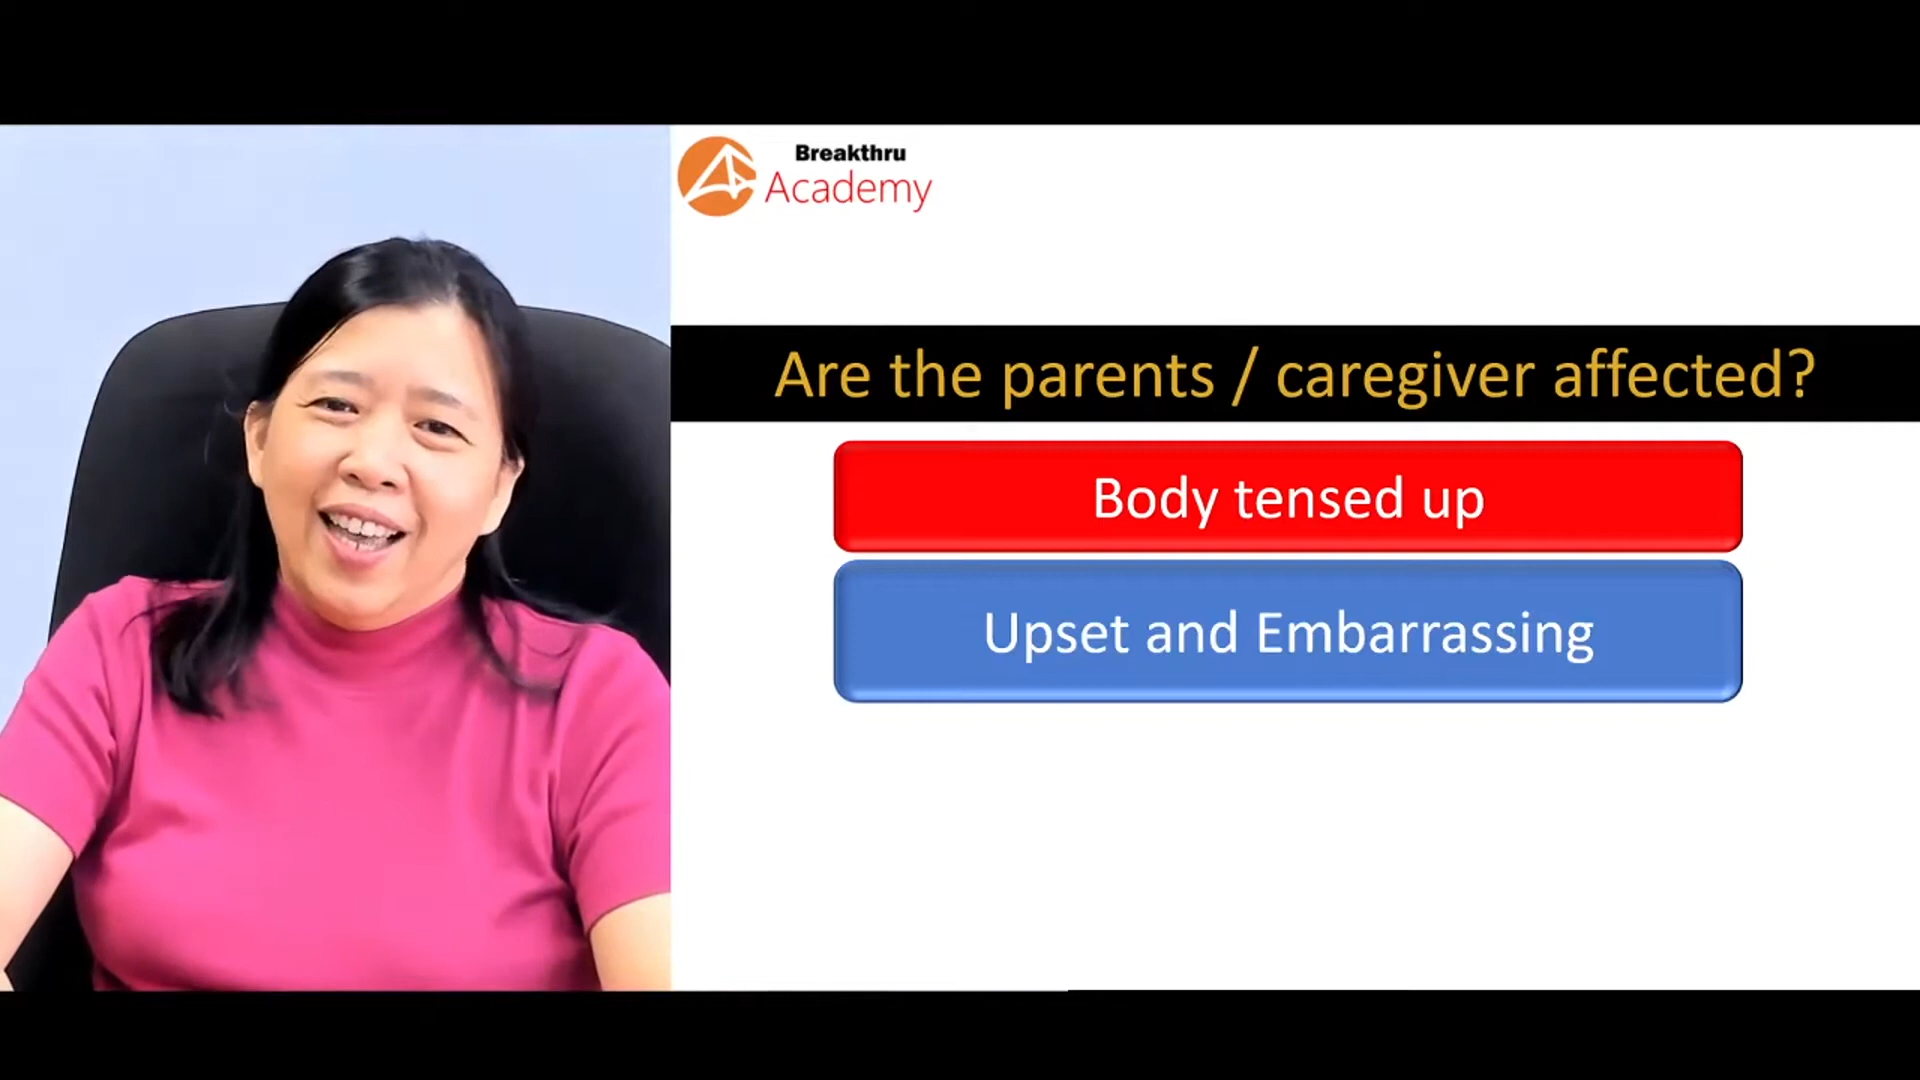 Breakthru
Academy
Are the parents / caregiver affected?
Body tensed up
Upset and Embarrassing